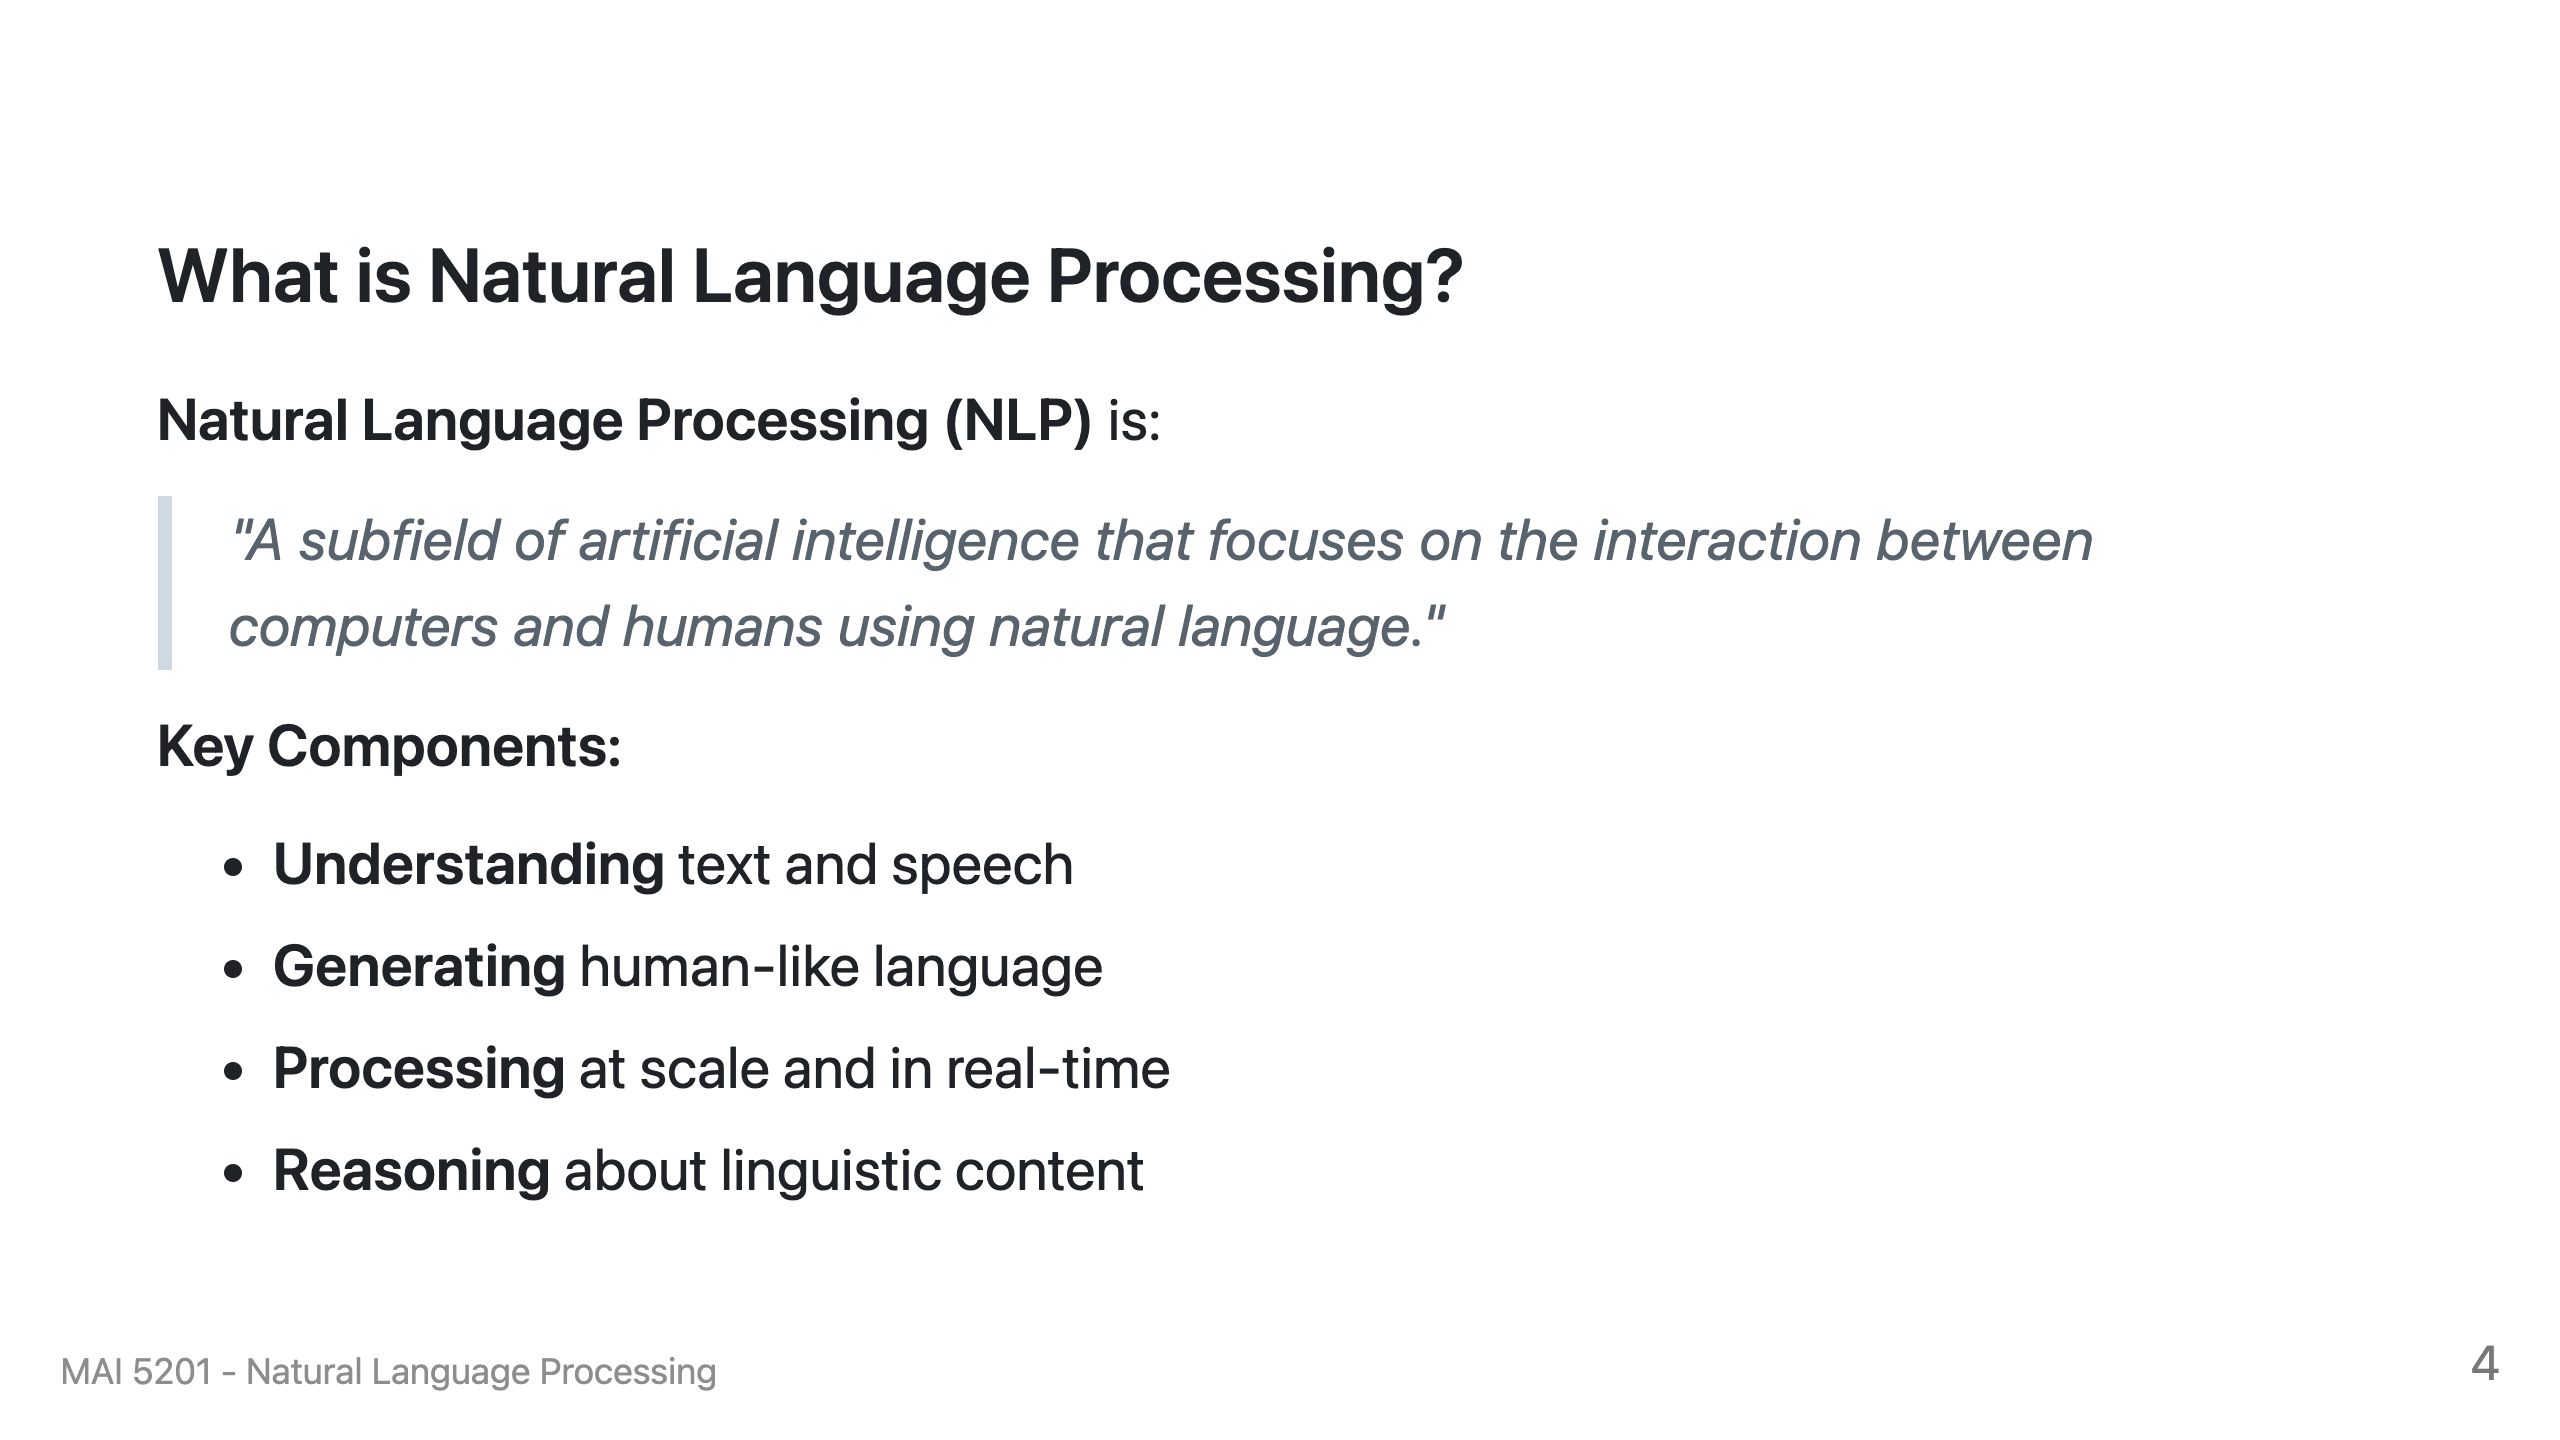 What is Natural Language Processing?
Natural Language Processing (NLP) is:
"A subfield of artificial intelligence that focuses on the interaction between
computers and humans using natural language."
Key Components:
• Understanding text and speech
• Generating human-like language
• Processing at scale and in real-time
• Reasoning about linguistic content
MAI 5201 - Natural Language Processing
4